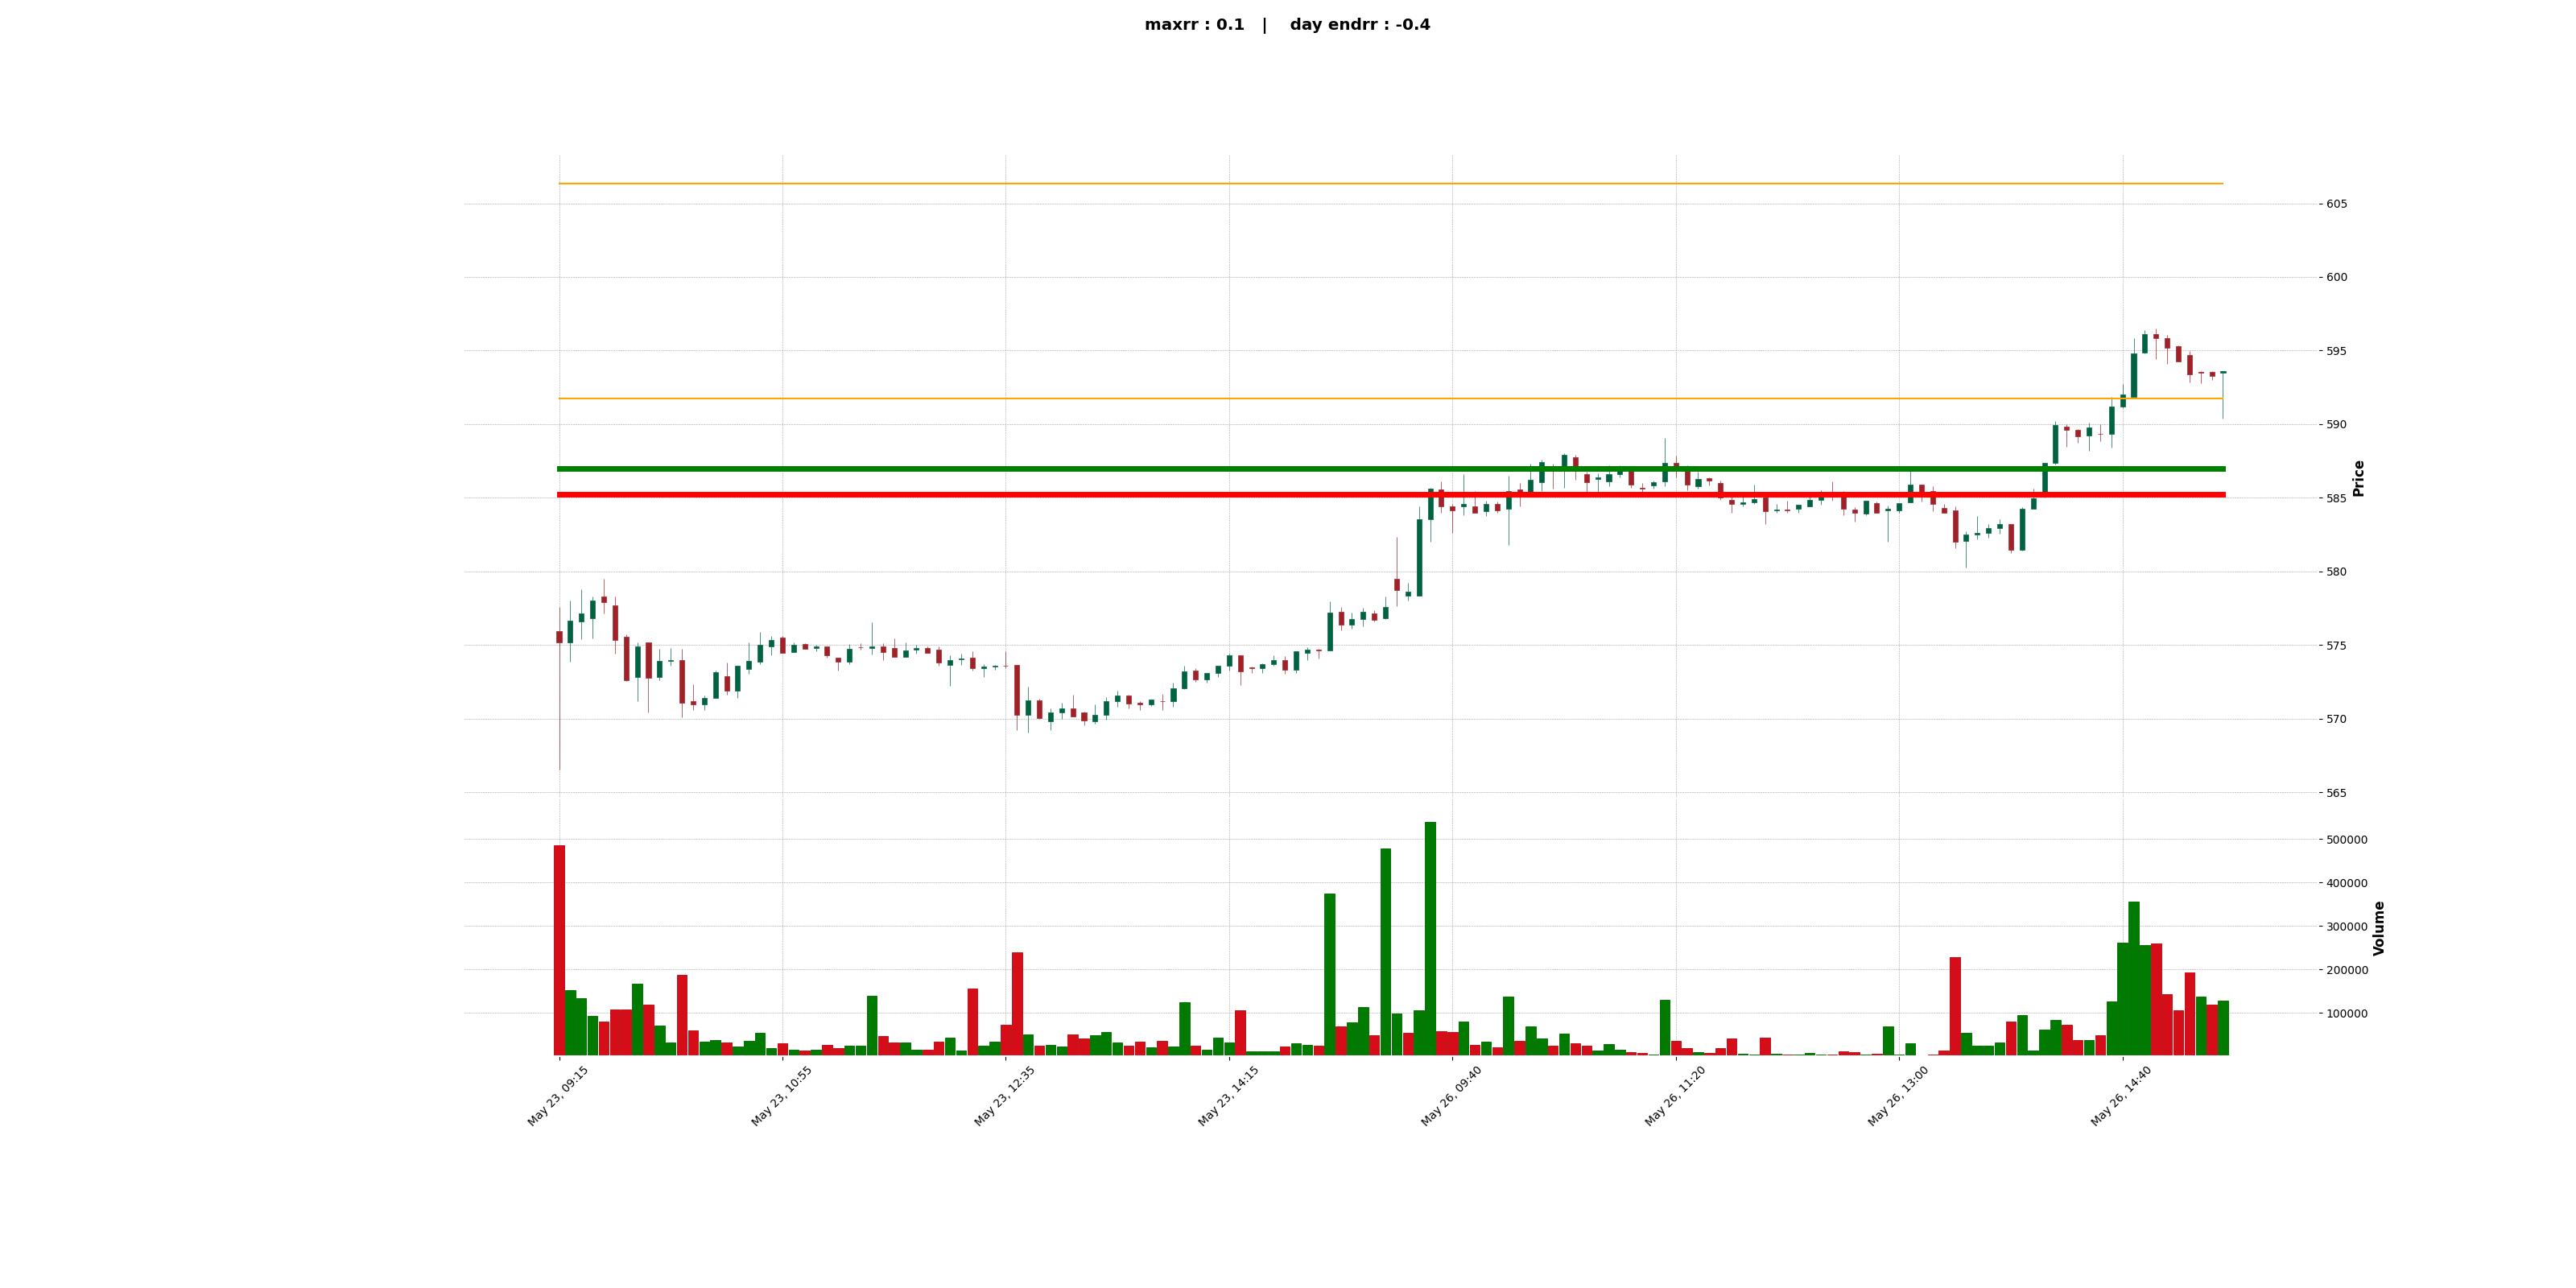 maxrr : 0.1 | day endrr : -0.4
605
600
595
590
585
580
575
570
565
Price
500000
400000
300000
200000
100000
Volume
May 23, 09:15
May 23, 10:55
May 23, 12:35
May 23, 14:15
May 26, 09:40
May 26, 11:20
May 26, 13:00
May 26, 14:40